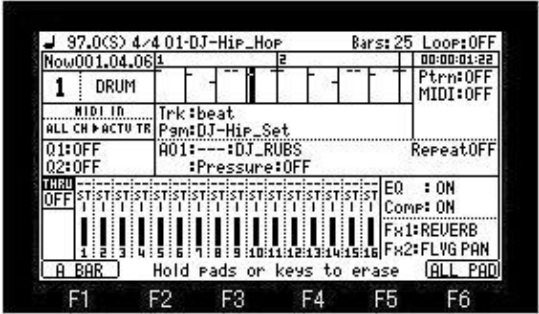 ♩ 97.0(S) 4/4 01-DJ-Hip_Hop Bars: 25 Loop:OFF
Now001.04.06 1 2 00:00:01:22
1 DRUM
Ptrn:OFF
MIDI:OFF
MIDI IN
ALL CH▶ACTV TR
Trk:beat
Pgm:DJ-Hip_Set
Q1:OFF
Q2:OFF
A01:---:DJ_RUBS RepeatOFF
:Pressure:OFF
THRU
OFF
ST ST ST ST ST ST ST ST ST ST ST ST ST ST ST ST
1 2 3 4 5 6 7 8 9 10 11 12 13 14 15 16
EQ : ON
Comp: ON
Fx1:REVERB
Fx2:FLVG PAN
A BAR Hold pads or keys to erase ALL PAD
F1 F2 F3 F4 F5 F6